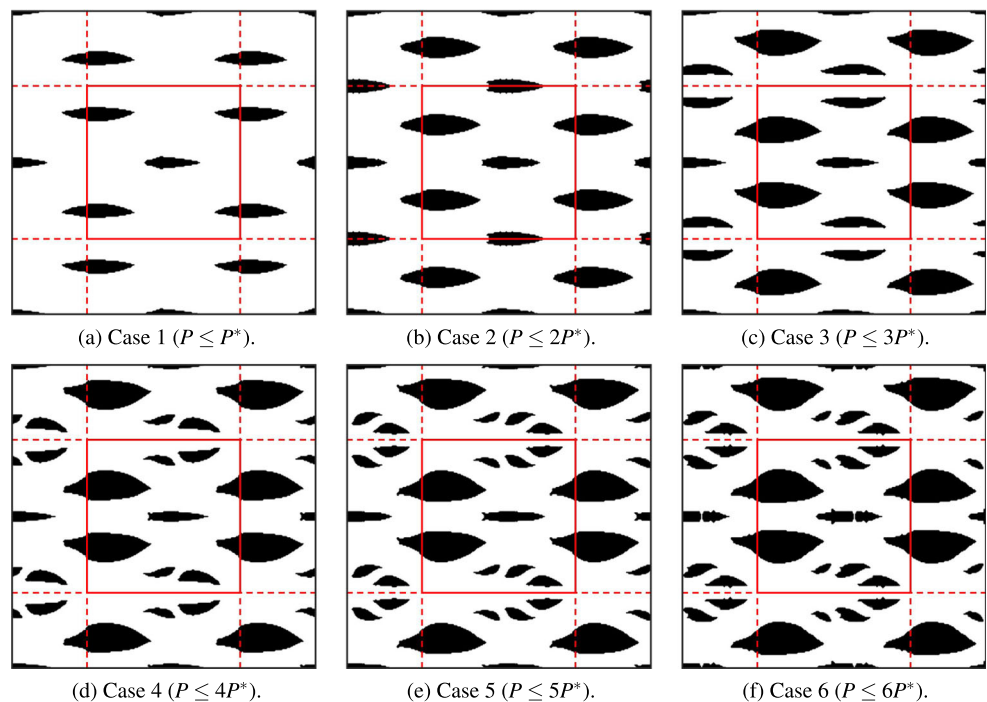 (a) Case 1 (P ≤ P*).
(b) Case 2 (P ≤ 2P*).
(c) Case 3 (P ≤ 3P*).
(d) Case 4 (P ≤ 4P*).
(e) Case 5 (P ≤ 5P*).
(f) Case 6 (P ≤ 6P*).